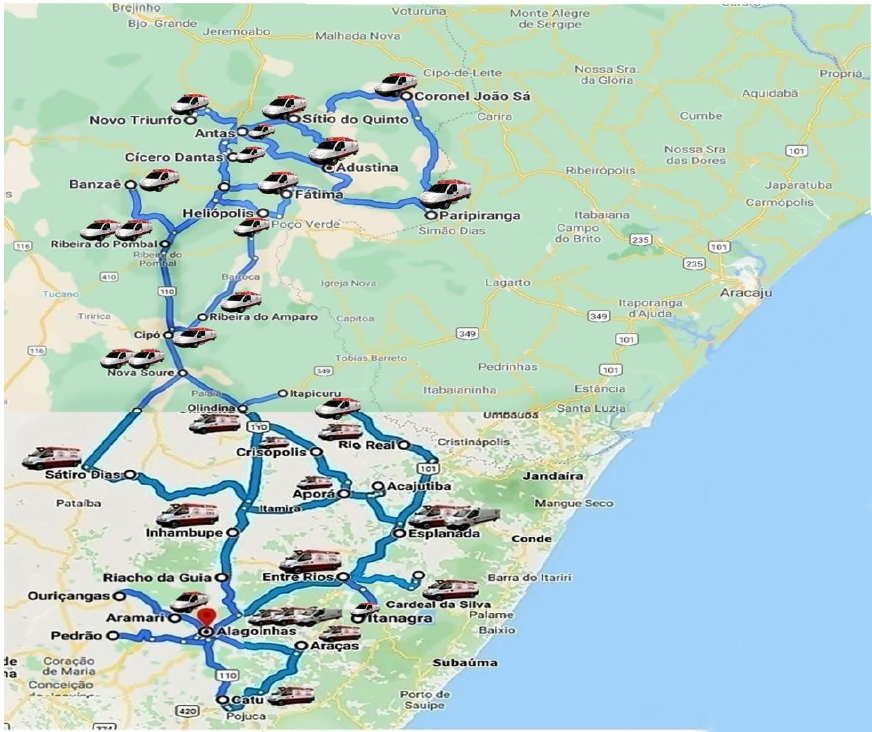 Brejinho
Bjo. Grande
Jeremoabo
Voturuna
Monte Alegre
de Sergipe
Malhada Nova
Cipó-de-Leite
Nossa Sra.
da Glória
Propriá
Coronel João Sá
Aquidabã
Novo Triunfo
Sítio do Quinto
Carira
Cumbe
Antas
Nossa Sra.
das Dores
101
Cícero Dantas
Adustina
Ribeirópolis
Japaratuba
Banzaê
Fátima
Carmópolis
Heliópolis
Paripiranga
Itabaiana
Poço Verde
Simão Dias
Campo
do Brito
235
101
116
Ribeira do Pombal
Ribeira do
Pombal
235
410
Barroca
Igreja Nova
Lagarto
Aracaju
Tucano
110
Itaporanga
d'Ajuda
Tiririca
Ribeira do Amparo
Capitoa
349
Cipó
349
101
116
Tobias Barreto
Nova Soure
349
Pedrinhas
Itabaianinha
Estância
101
Itapicuru
Olindina
Santa Luzia
Umbaúba
Crisópolis
Rio Real
Cristinápolis
101
Sátiro Dias
Jandaíra
Acajutiba
Aporá
Pataíba
Itamira
Mangue Seco
Inhambupe
Esplanada
Conde
Riacho da Guia
Entre Rios
Barra do Itariri
Ouriçangas
Cardeal da Silva
Aramari
Itanagra
Palame
Alagoinhas
Baixio
Pedrão
Araças
de
na
Coração
de Maria
Subaúma
110
Conceição
Catu
Porto de
Sauipe
420
Pojuca